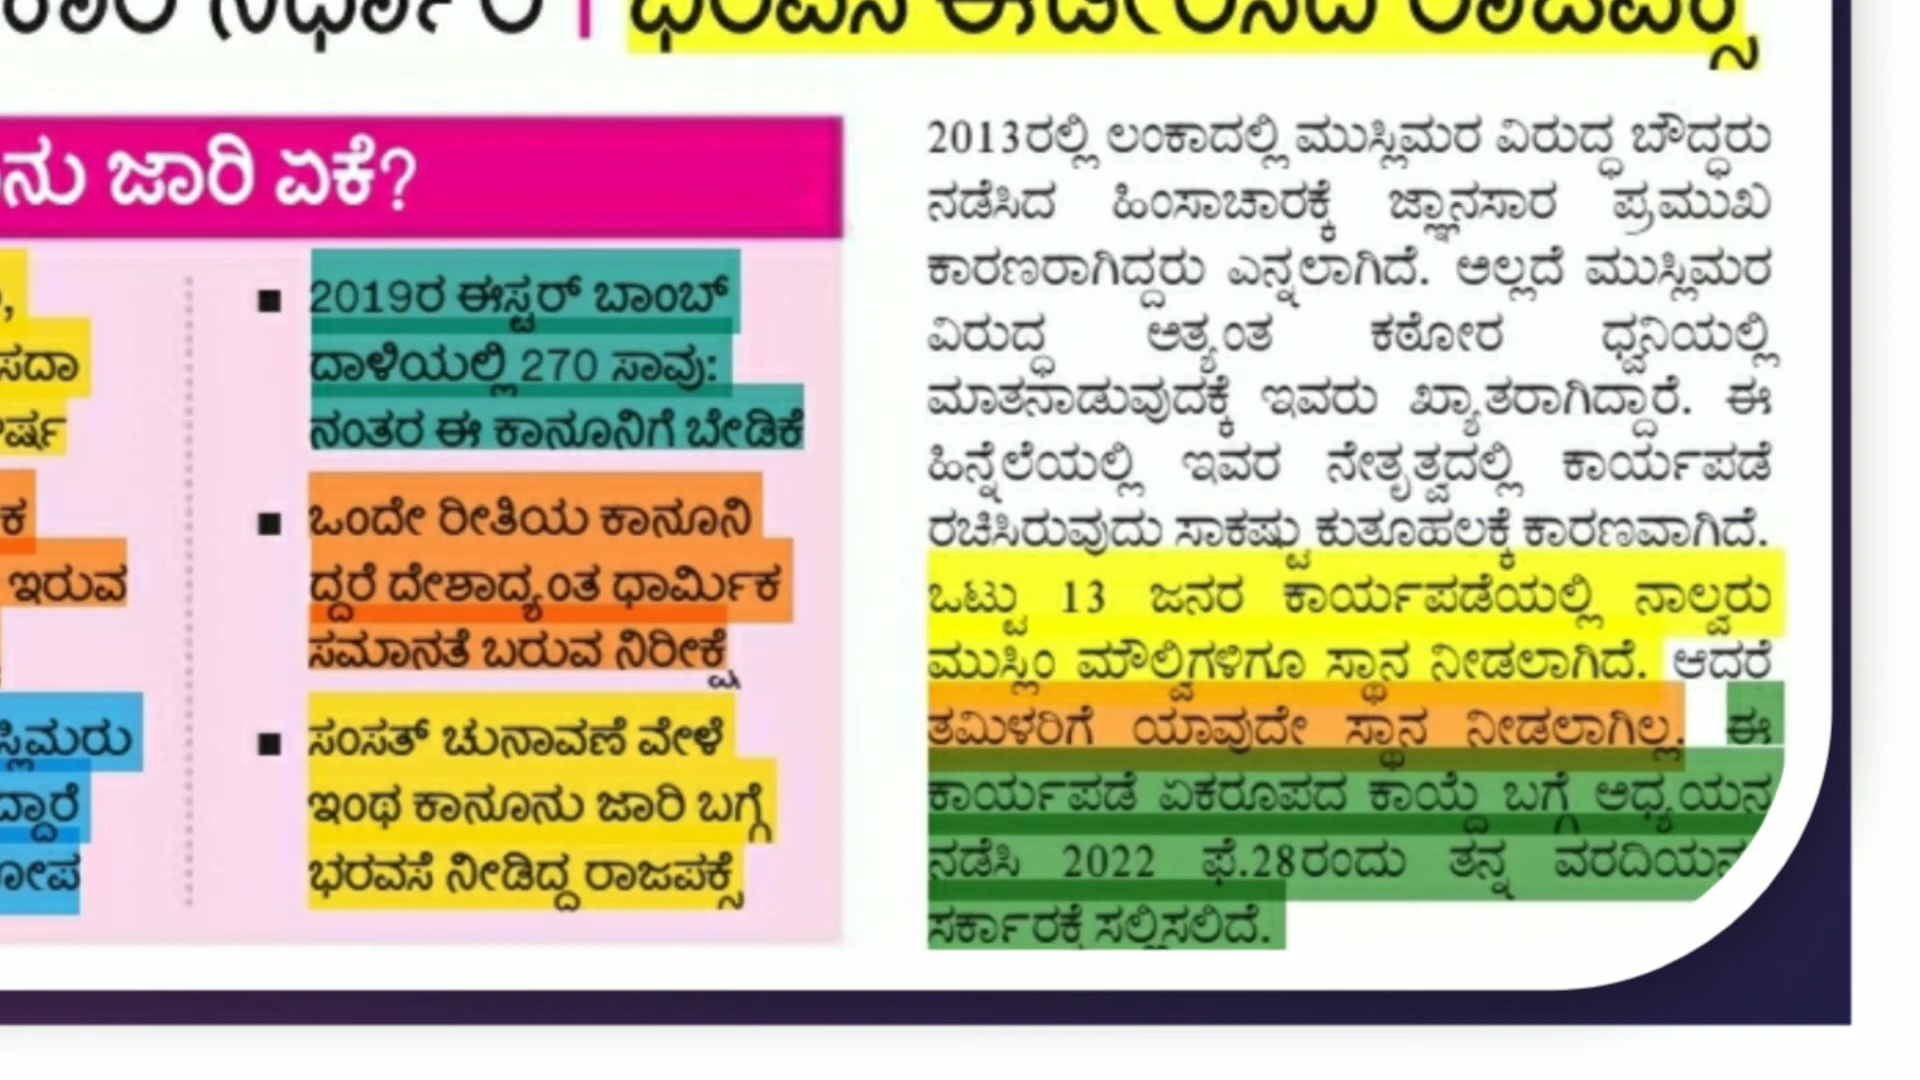 ಭರವಸೆ ಈಡೇರಿಸಿದ ರಾಜಪಕ್ಸೆ
ಜಾರಿ ಏಕೆ?
ಸದಾ
ಇರುವ
2019ರ ಈಸ್ಟರ್ ಬಾಂಬ್
ದಾಳಿಯಲ್ಲಿ 270 ಸಾವು:
ನಂತರ ಈ ಕಾನೂನಿಗೆ ಬೇಡಿಕೆ
ಒಂದೇ ರೀತಿಯ ಕಾನೂನಿ
ದ್ದರೆ ದೇಶಾದ್ಯಂತ ಧಾರ್ಮಿಕ
ಸಮಾನತೆ ಬರುವ ನಿರೀಕ್ಷೆ
ಸಂಸತ್ ಚುನಾವಣೆ ವೇಳೆ
ಇಂಥ ಕಾನೂನು ಜಾರಿ ಬಗ್ಗೆ
ಭರವಸೆ ನೀಡಿದ್ದ ರಾಜಪಕ್ಸೆ
2013ರಲ್ಲಿ ಲಂಕಾದಲ್ಲಿ ಮುಸ್ಲಿಮರ ವಿರುದ್ಧ ಬೌದ್ಧರು
ನಡೆಸಿದ ಹಿಂಸಾಚಾರಕ್ಕೆ ಜ್ಞಾನಸಾರ ಪ್ರಮುಖ
ಕಾರಣರಾಗಿದ್ದರು ಎನ್ನಲಾಗಿದೆ. ಅಲ್ಲದೆ ಮುಸ್ಲಿಮರ
ವಿರುದ್ಧ ಅತ್ಯಂತ ಕಠೋರ ಧ್ವನಿಯಲ್ಲಿ
ಮಾತನಾಡುವುದಕ್ಕೆ ಇವರು ಖ್ಯಾತರಾಗಿದ್ದಾರೆ. ಈ
ಹಿನ್ನೆಲೆಯಲ್ಲಿ ಇವರ ನೇತೃತ್ವದಲ್ಲಿ ಕಾರ್ಯಪಡೆ
ರಚಿಸಿರುವುದು ಸಾಕಷ್ಟು ಕುತೂಹಲಕ್ಕೆ ಕಾರಣವಾಗಿದೆ.
ಒಟ್ಟು 13 ಜನರ ಕಾರ್ಯಪಡೆಯಲ್ಲಿ ನಾಲ್ವರು
ಮುಸ್ಲಿಂ ಮೌಲ್ವಿಗಳಿಗೂ ಸ್ಥಾನ ನೀಡಲಾಗಿದೆ. ಆದರೆ
ತಮಿಳರಿಗೆ ಯಾವುದೇ ಸ್ಥಾನ ನೀಡಲಾಗಿಲ್ಲ. ಈ
ಕಾರ್ಯಪಡೆ ಏಕರೂಪದ ಕಾಯ್ದೆ ಬಗ್ಗೆ ಅಧ್ಯಯನ
ನಡೆಸಿ 2022 ಫೆ.28ರಂದು ತನ್ನ
ಸರ್ಕಾರಕ್ಕೆ ಸಲ್ಲಿಸಲಿದೆ.